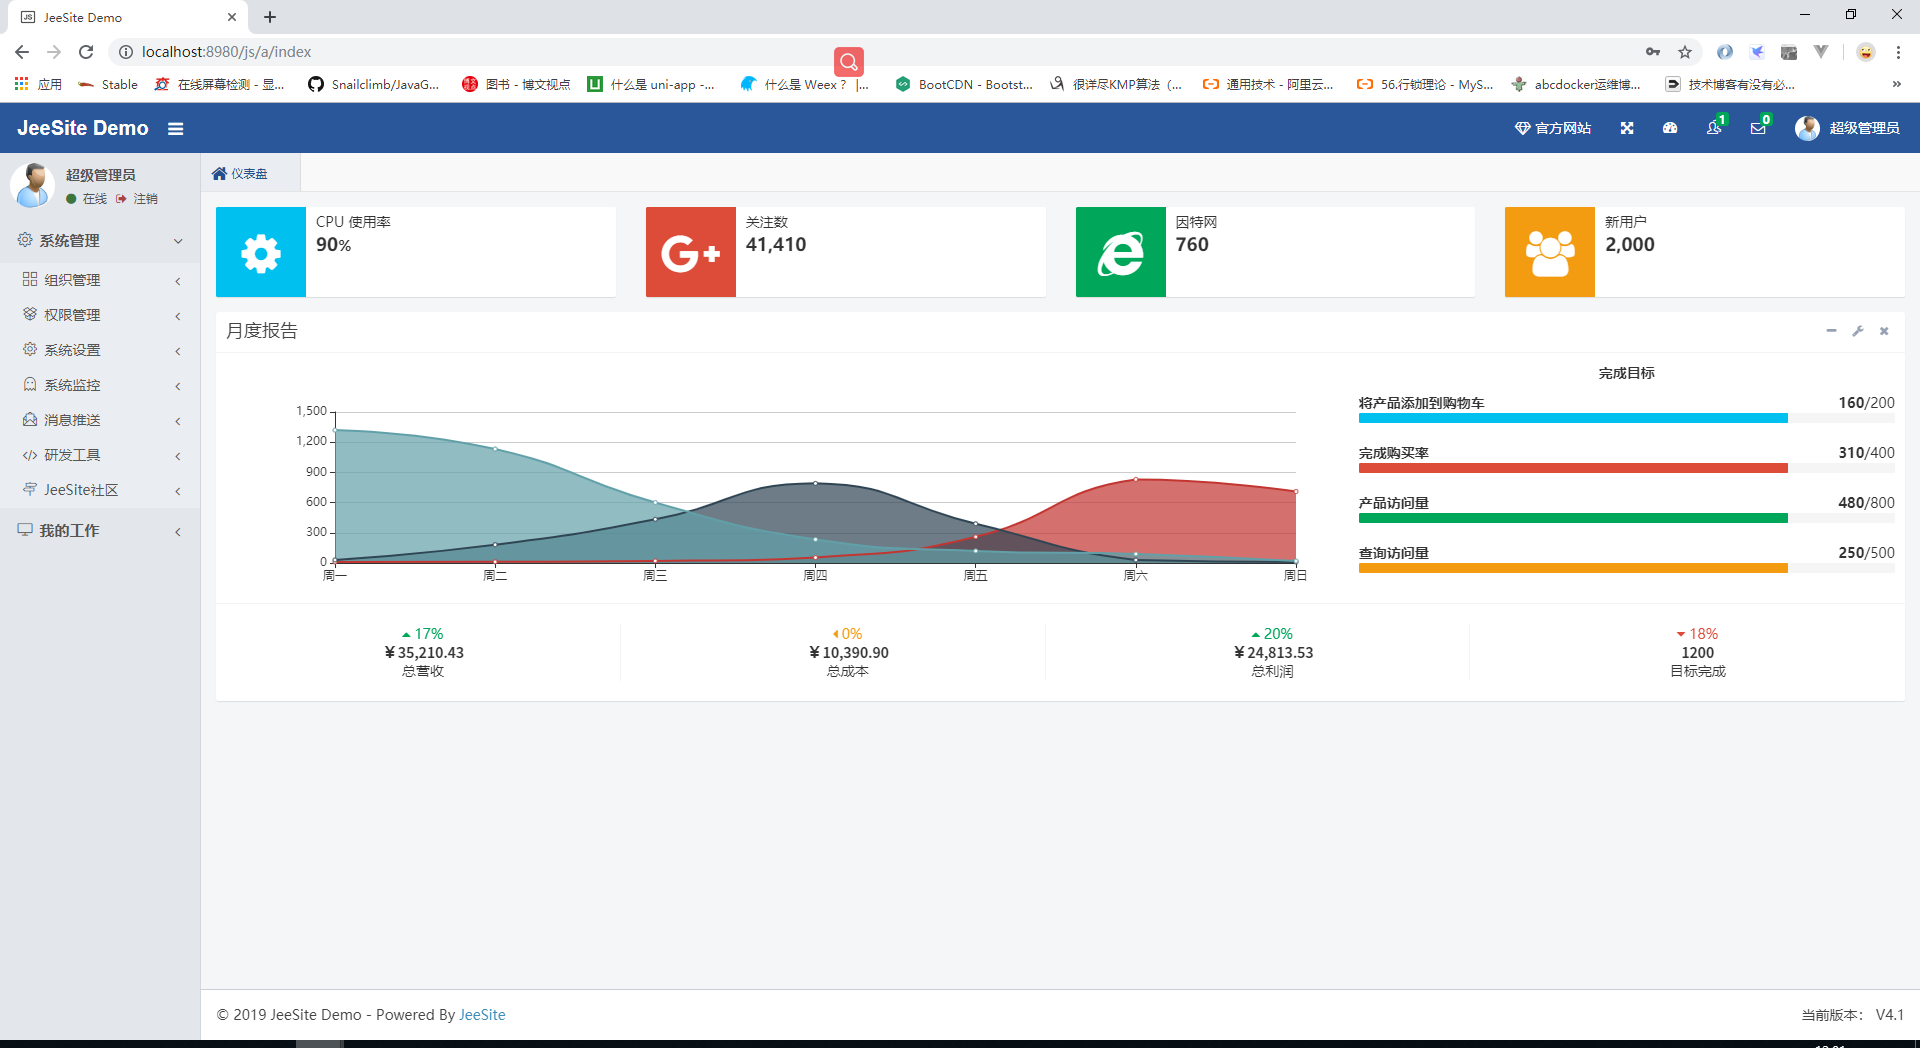 JeeSite Demo
localhost:8980/js/a/index
应用
Stable
在线屏幕检测 - 显...
Snailclimb/JavaG...
图书 - 博文视点
什么是 uni-app -...
什么是 Weex ? |...
BootCDN - Bootst...
很详尽KMP算法（...
通用技术 - 阿里云...
56.行锁理论 - MyS...
abcdocker运维博...
技术博客有没有必...
JeeSite Demo
官方网站
1
0
超级管理员
超级管理员
在线 注销
系统管理
组织管理
权限管理
系统设置
系统监控
消息推送
研发工具
JeeSite社区
我的工作
仪表盘
CPU 使用率
90%
关注数
41,410
因特网
760
新用户
2,000
月度报告
1,500
1,200
900
600
300
0
周一 周二 周三 周四 周五 周六 周日
完成目标
将产品添加到购物车 160/200
完成购买率 310/400
产品访问量 480/800
查询访问量 250/500
17%
¥35,210.43
总营收
0%
¥10,390.90
总成本
20%
¥24,813.53
总利润
18%
1200
目标完成
© 2019 JeeSite Demo - Powered By JeeSite
当前版本： V4.1